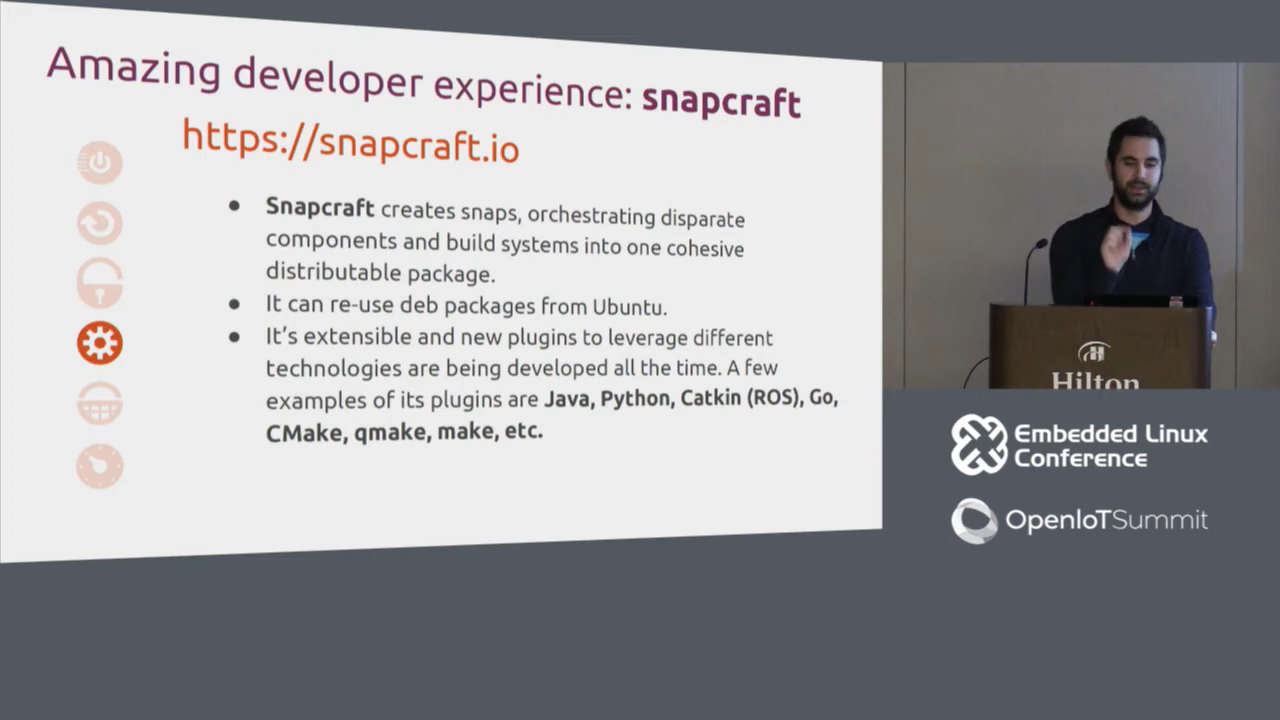 Amazing developer experience: snapcraft
https://snapcraft.io
● Snapcraft creates snaps, orchestrating disparate
components and build systems into one cohesive
distributable package.
● It can re-use deb packages from Ubuntu.
● It's extensible and new plugins to leverage different
technologies are being developed all the time. A few
examples of its plugins are Java, Python, Catkin (ROS), Go,
CMake, qmake, make, etc.
Hilton
Embedded Linux
Conference
OpenIoTSummit